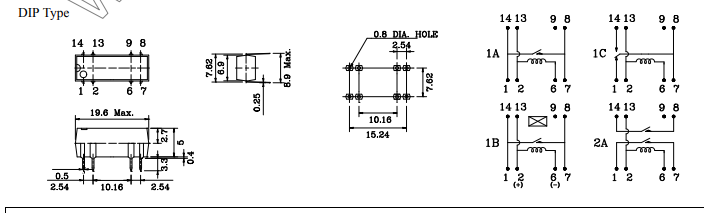 DIP Type
14 13 9 8
1 2 6 7
19.6 Max.
2.7
5
0.4
3.3
0.5
2.54 10.16 2.54
7.62
6.9
8.9 Max.
0.25
0.8 DIA. HOLE
2.54
7.62
10.16
15.24
14 13 9 8
1A
1 2 6 7
14 13 9 8
1C
1 2 6 7
14 13 9 8
1B
1 2 6 7
(+) (-)
14 13 9 8
2A
1 2 6 7